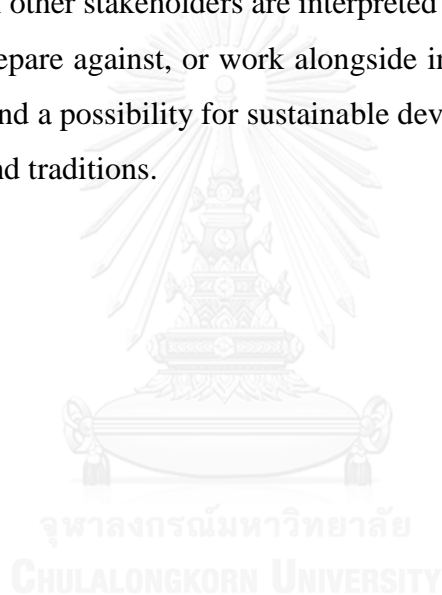 other stakeholders are interpreted
epare against, or work alongside in
nd a possibility for sustainable dev
nd traditions.
จุฬาลงกรณ์มหาวิทยาลัย
CHULALONGKORN UNIVERSITY